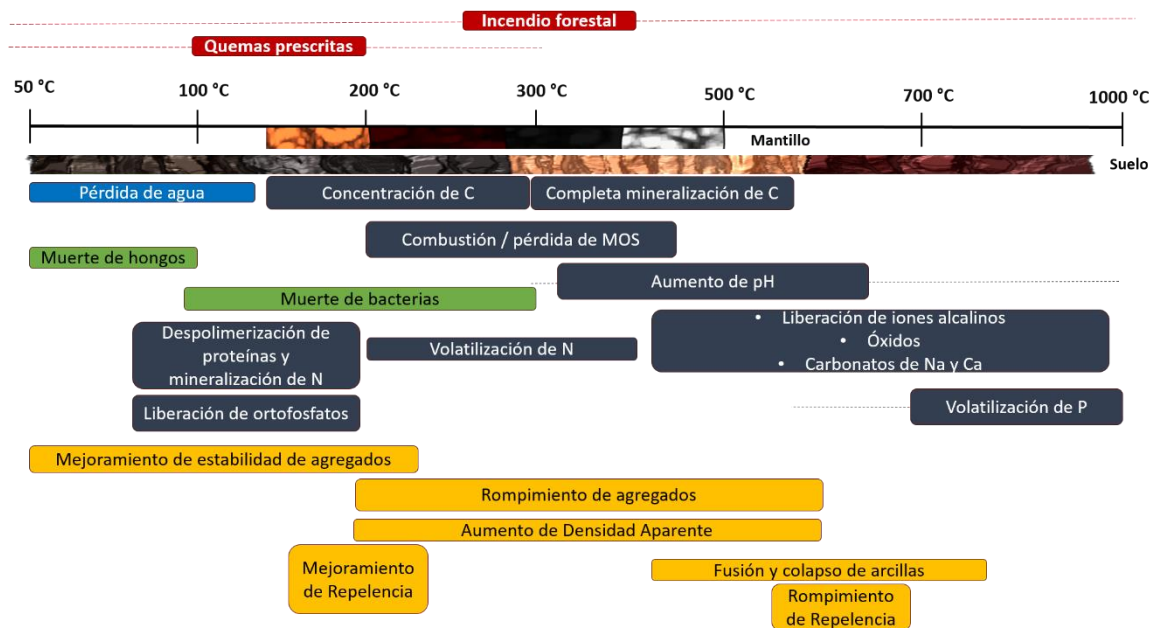 Incendio forestal
Quemas prescritas
50 °C
100 °C
200 °C
300 °C
500 °C
700 °C
1000 °C
Mantillo
Suelo
Pérdida de agua
Concentración de C
Completa mineralización de C
Combustión / pérdida de MOS
Muerte de hongos
Aumento de pH
Muerte de bacterias
Despolimerización de
proteínas y
mineralización de N
Volatilización de N
• Liberación de iones alcalinos
• Óxidos
• Carbonatos de Na y Ca
Liberación de ortofosfatos
Volatilización de P
Mejoramiento de estabilidad de agregados
Rompimiento de agregados
Aumento de Densidad Aparente
Mejoramiento
de Repelencia
Fusión y colapso de arcillas
Rompimiento
de Repelencia